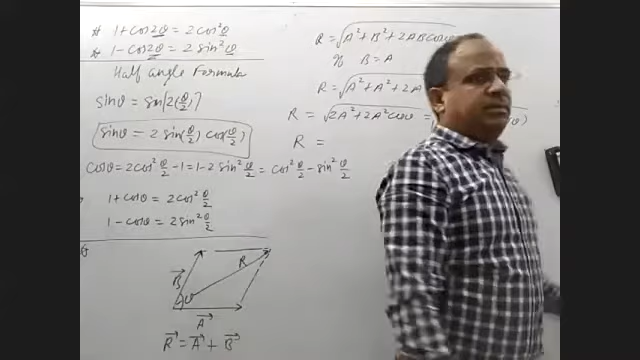 * 1+cos2θ = 2cos²θ
* 1-cos2θ = 2sin²θ
Half angle Formula
sinθ = sin[2(θ/2)]
sinθ = 2 sin(θ/2) cos(θ/2)
cosθ = 2cos²θ/2 - 1 = 1 - 2 sin²θ/2 = cos²θ/2 - sin²θ/2
1+cosθ = 2cos²θ/2
1-cosθ = 2sin²θ/2
B⃗
R
θ
A⃗
R⃗ = A⃗ + B⃗
R = √A²+B²+2AB cosθ
If B = A
R = √A²+A²+2A
R = √2A²+2A²cosθ =
R =